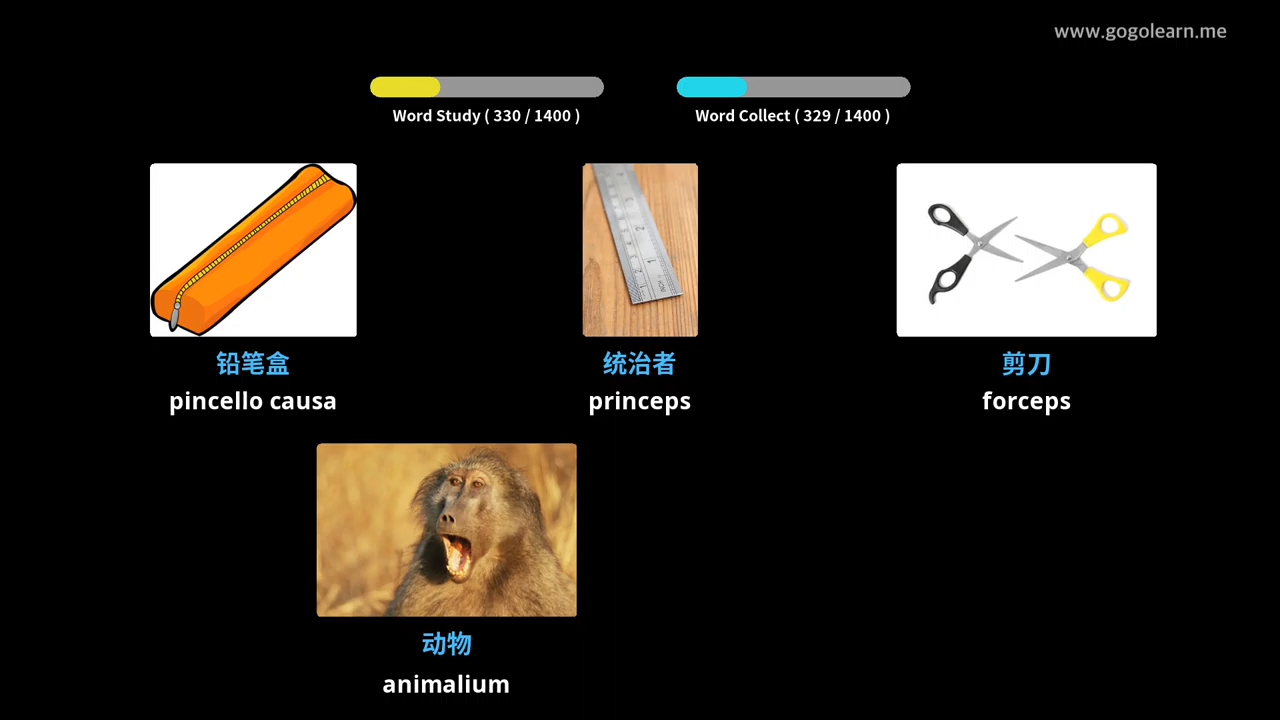 www.gogolearn.me
Word Study ( 330 / 1400 )
Word Collect ( 329 / 1400 )
铅笔盒
统治者
剪刀
pincello causa
princeps
forceps
动物
animalium